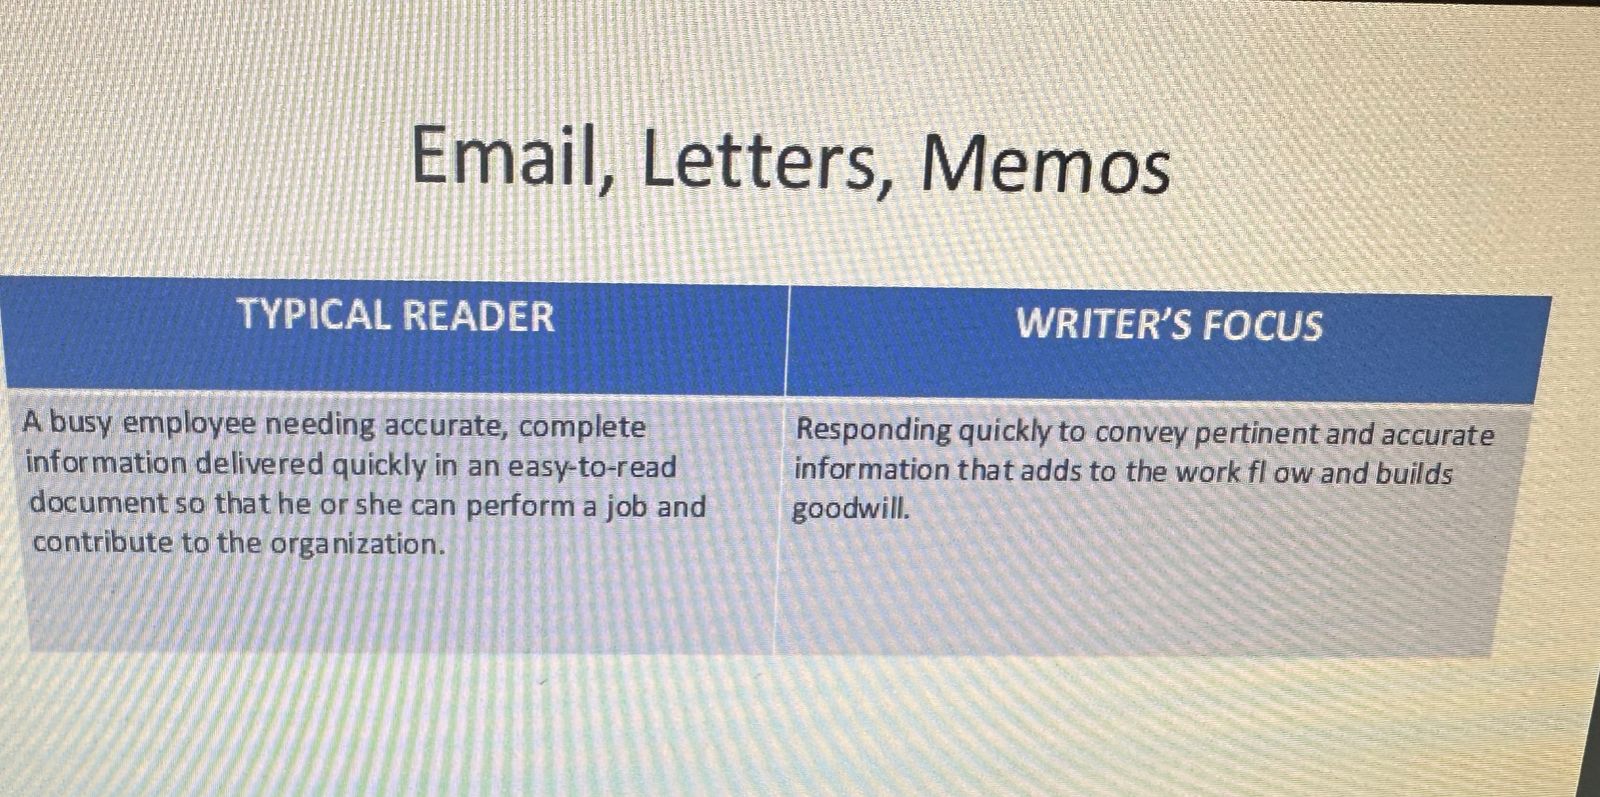 Email, Letters, Memos
TYPICAL READER
WRITER'S FOCUS
A busy employee needing accurate, complete
information delivered quickly in an easy-to-read
document so that he or she can perform a job and
contribute to the organization.
Responding quickly to convey pertinent and accurate
information that adds to the work fl ow and builds
goodwill.